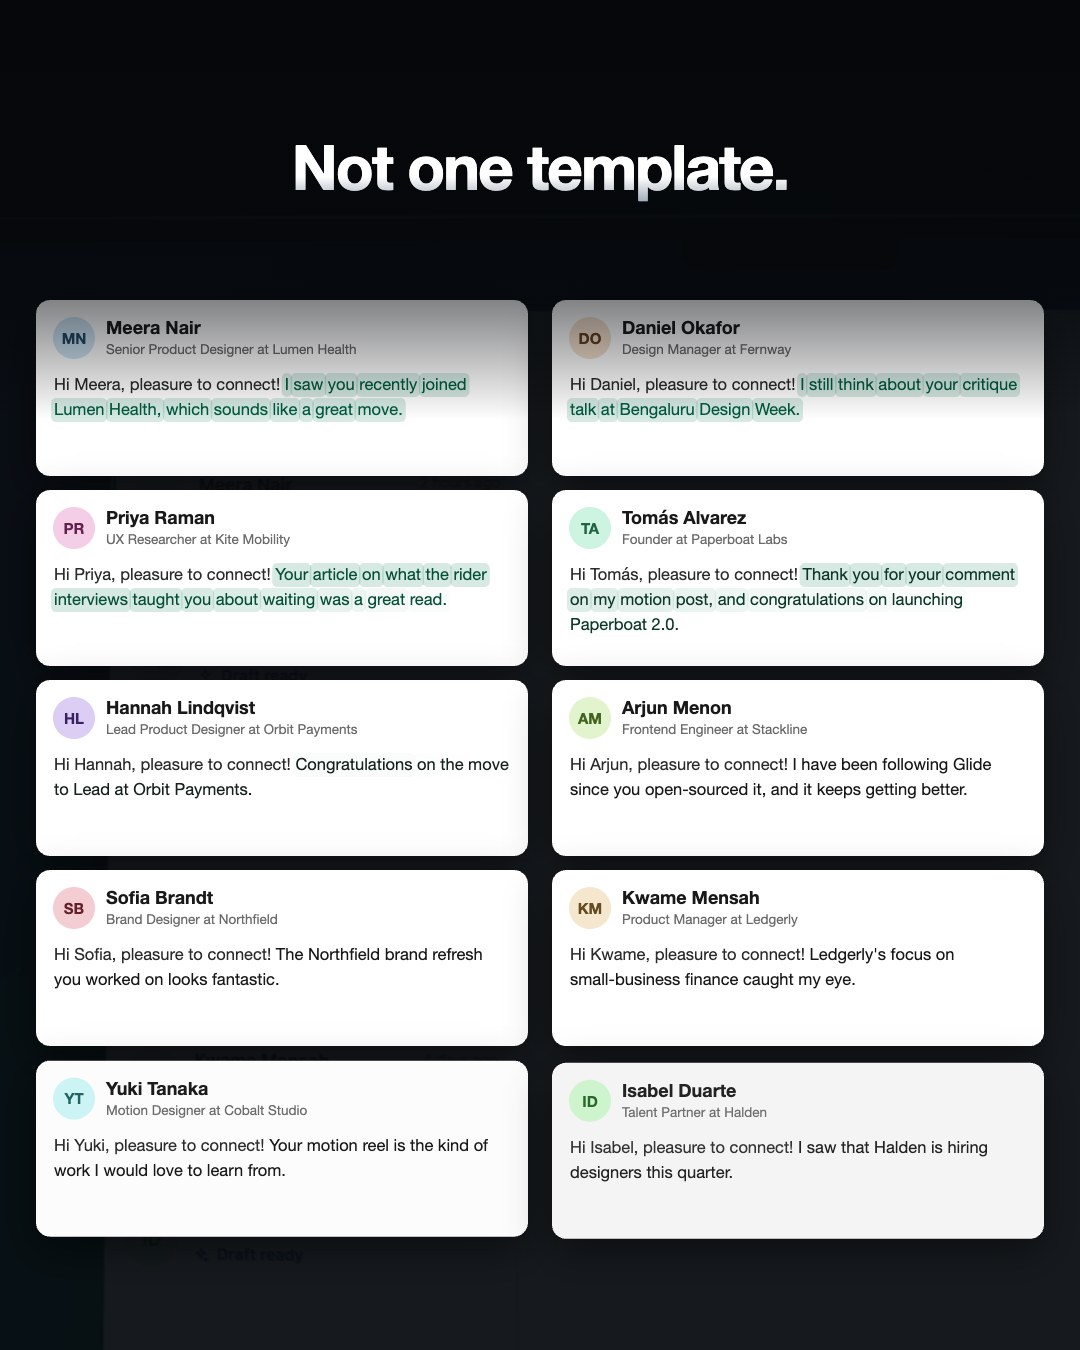 Not one template.
MN
Meera Nair
Senior Product Designer at Lumen Health
Hi Meera, pleasure to connect! I saw you recently joined
Lumen Health, which sounds like a great move.
DO
Daniel Okafor
Design Manager at Fernway
Hi Daniel, pleasure to connect! I still think about your critique
talk at Bengaluru Design Week.
Meera Nair
2 hours ago
PR
Priya Raman
UX Researcher at Kite Mobility
Hi Priya, pleasure to connect! Your article on what the rider
interviews taught you about waiting was a great read.
TA
Tomás Alvarez
Founder at Paperboat Labs
Hi Tomás, pleasure to connect! Thank you for your comment
on my motion post, and congratulations on launching
Paperboat 2.0.
Draft ready
HL
Hannah Lindqvist
Lead Product Designer at Orbit Payments
Hi Hannah, pleasure to connect! Congratulations on the move
to Lead at Orbit Payments.
AM
Arjun Menon
Frontend Engineer at Stackline
Hi Arjun, pleasure to connect! I have been following Glide
since you open-sourced it, and it keeps getting better.
SB
Sofia Brandt
Brand Designer at Northfield
Hi Sofia, pleasure to connect! The Northfield brand refresh
you worked on looks fantastic.
KM
Kwame Mensah
Product Manager at Ledgerly
Hi Kwame, pleasure to connect! Ledgerly's focus on
small-business finance caught my eye.
Kwame Mensah
YT
Yuki Tanaka
Motion Designer at Cobalt Studio
Hi Yuki, pleasure to connect! Your motion reel is the kind of
work I would love to learn from.
ID
Isabel Duarte
Talent Partner at Halden
Hi Isabel, pleasure to connect! I saw that Halden is hiring
designers this quarter.
Draft ready